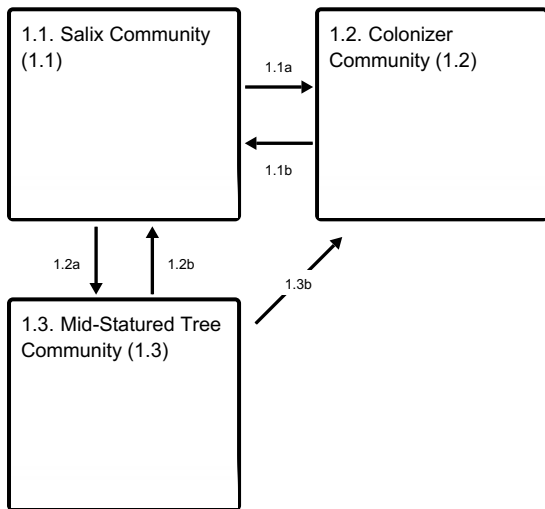 1.1. Salix Community
(1.1)
1.2. Colonizer
Community (1.2)
1.1a
1.1b
1.2a
1.2b
1.3b
1.3. Mid-Statured Tree
Community (1.3)